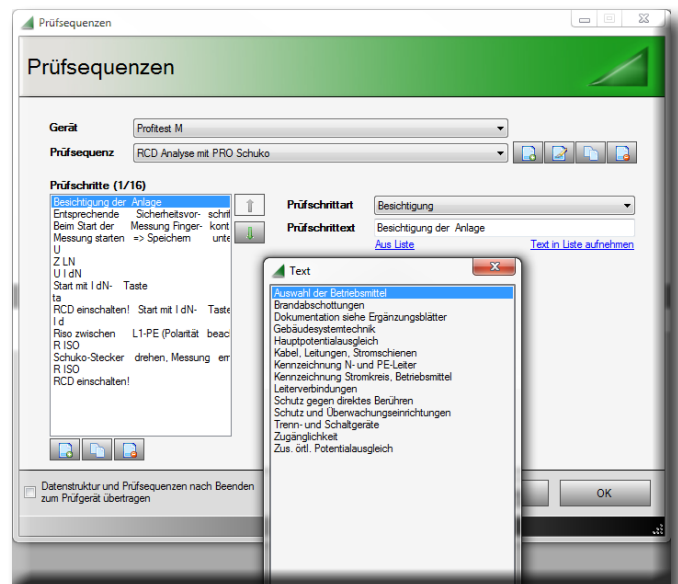 Prüfsequenzen
Prüfsequenzen
Gerät
Profitest M
Prüfsequenz
RCD Analyse mit PRO Schuko
Prüfschritte (1/16)
Besichtigung der Anlage
Entsprechende Sicherheitsvor- schrif
Beim Start der Messung Finger- kont
Messung starten => Speichern unte
U
Z LN
U I dN
Start mit I dN- Taste
ta
RCD einschalten! Start mit I dN- Taste
I d
Riso zwischen L1-PE (Polarität beac
R ISO
Schuko-Stecker drehen, Messung ern
R ISO
RCD einschalten!
Prüfschrittart
Besichtigung
Prüfschritttext
Besichtigung der Anlage
Aus Liste
Text in Liste aufnehmen
Text
Auswahl der Betriebsmittel
Brandabschottungen
Dokumentation siehe Ergänzungsblätter
Gebäudesystemtechnik
Hauptpotentialausgleich
Kabel, Leitungen, Stromschienen
Kennzeichnung N- und PE-Leiter
Kennzeichnung Stromkreis, Betriebsmittel
Leiterverbindungen
Schutz gegen direktes Berühren
Schutz und Überwachungseinrichtungen
Trenn- und Schaltgeräte
Zugänglichkeit
Zus. örtl. Potentialausgleich
Datenstruktur und Prüfsequenzen nach Beenden
zum Prüfgerät übertragen
OK